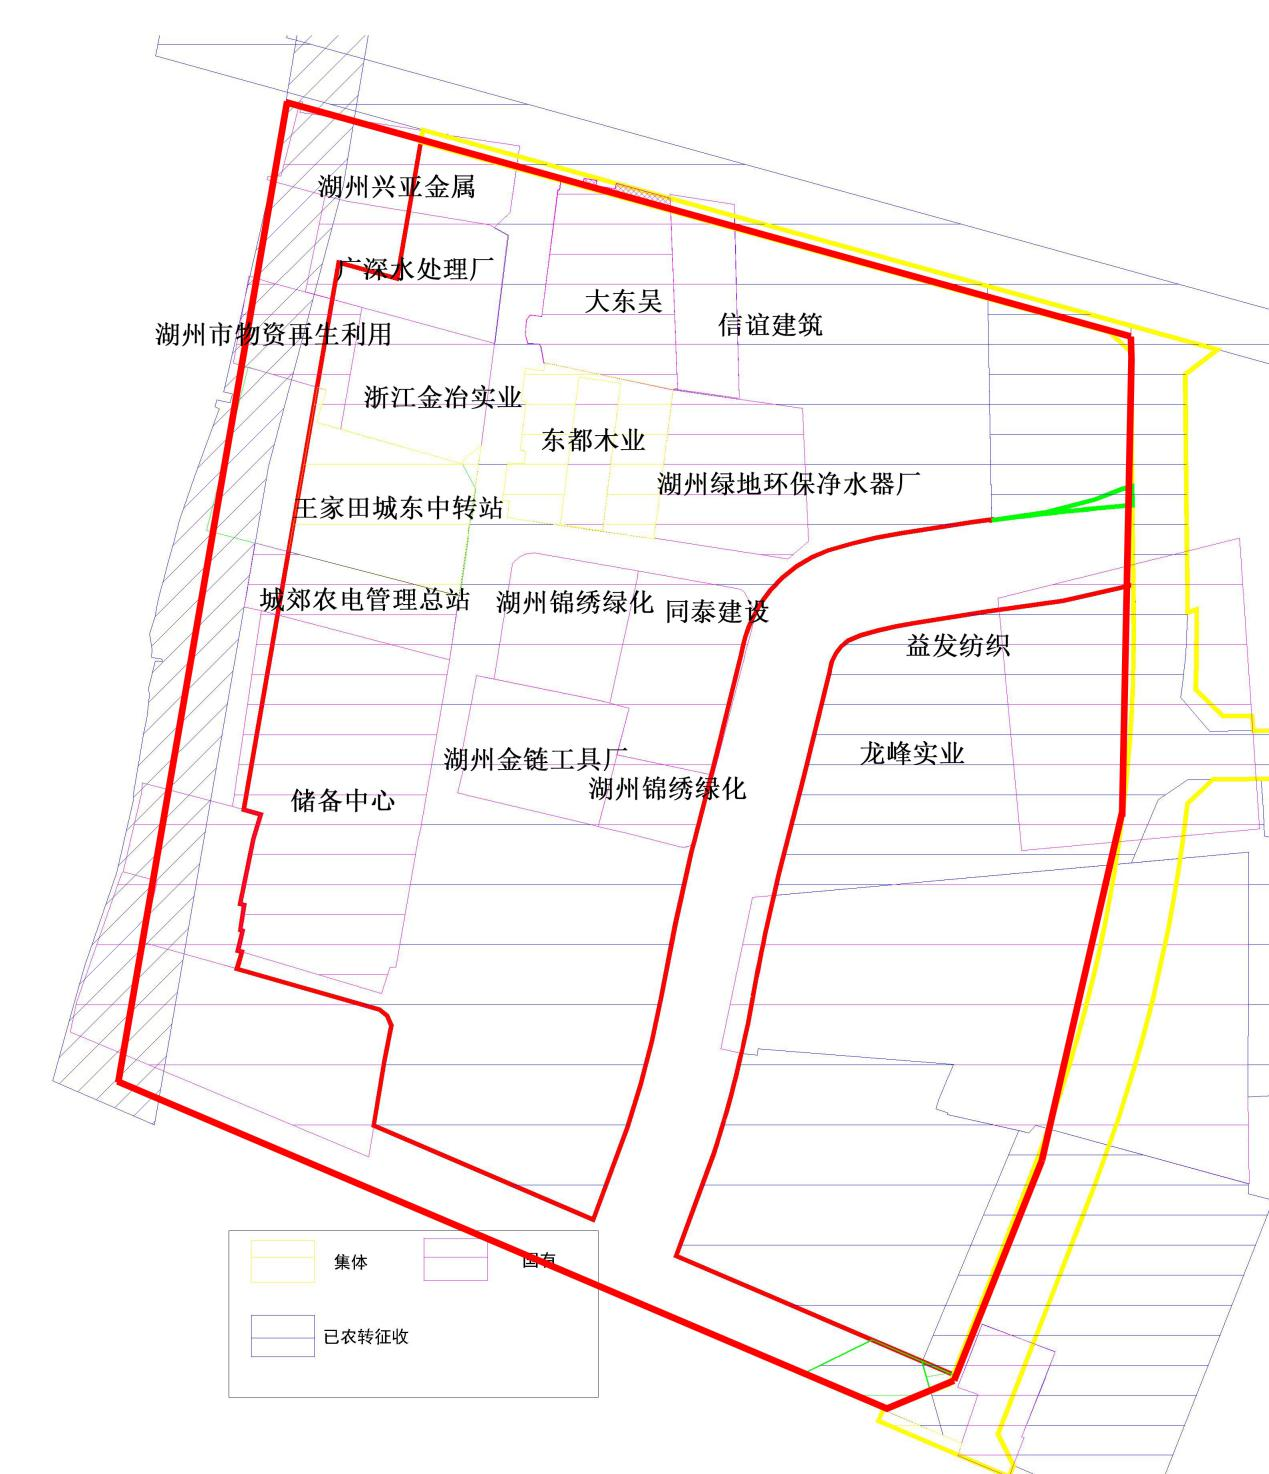 湖州兴亚金属
广深水处理厂
大东吴
信谊建筑
湖州市物资再生利用
浙江金冶实业
东都木业
湖州绿地环保净水器厂
王家田城东中转站
城郊农电管理总站
湖州锦绣绿化
同泰建设
益发纺织
龙峰实业
湖州金链工具厂
湖州锦绣绿化
储备中心
集体
国有
已农转征收